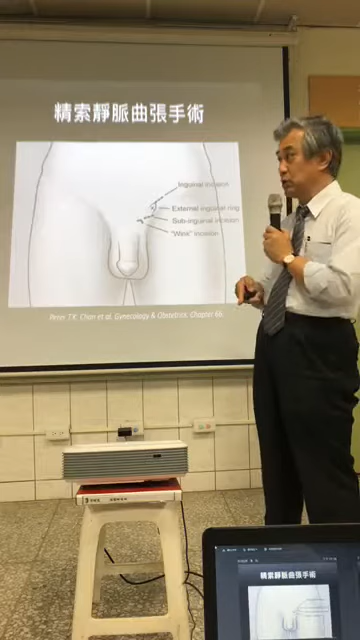 精索靜脈曲張手術
Inguinal incision
External inguinal ring
Sub-inguinal incision
"Wink" incision
Peter T.K. Chan et al. Gynecology & Obstetrics. Chapter 66.
精索靜脈曲張手術